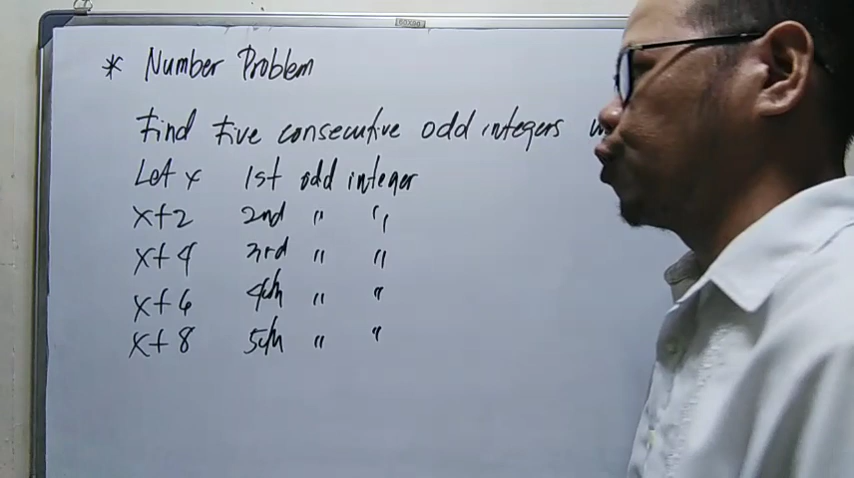 60X90
* Number Problem
Find Five consecutive odd integers
Let x 1st odd integer
x+2 2nd " "
x+4 3rd " "
x+6 4th " "
x+8 5th " "